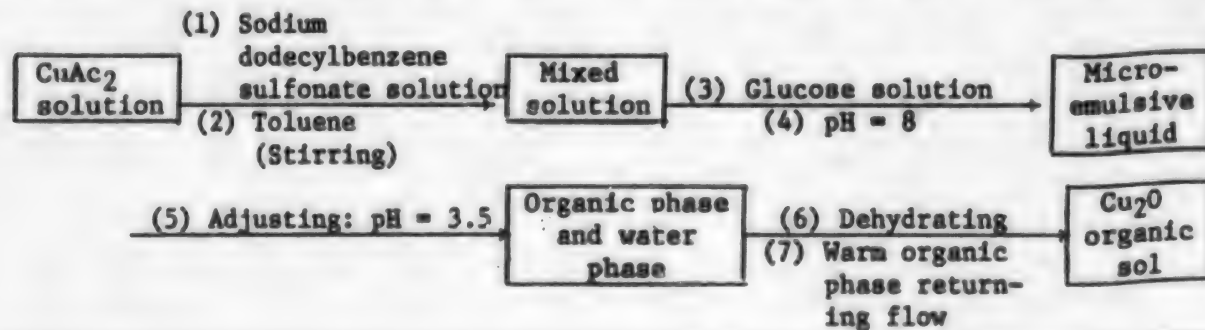 (1) Sodium
dodecylbenzene
sulfonate solution
(2) Toluene
(Stirring)
CuAc2
solution
Mixed
solution
(3) Glucose solution
(4) pH = 8
Micro-
emulsive
liquid
(5) Adjusting: pH = 3.5
Organic phase
and water
phase
(6) Dehydrating
(7) Warm organic
phase return-
ing flow
Cu2O
organic
sol